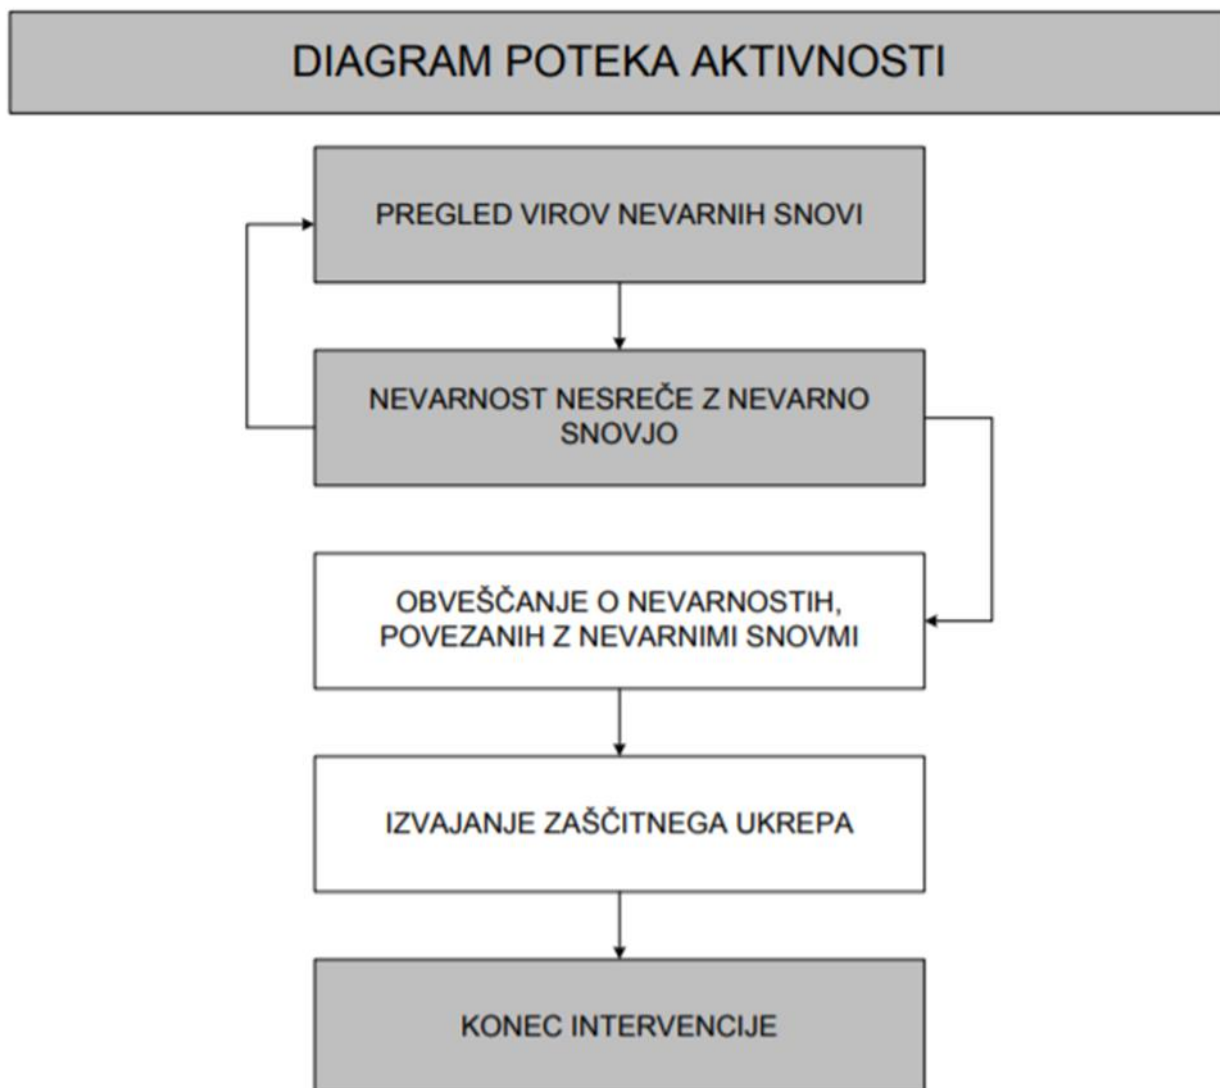 DIAGRAM POTEKA AKTIVNOSTI
PREGLED VIROV NEVARNIH SNOVI
NEVARNOST NESREČE Z NEVARNO
SNOVJO
OBVEŠČANJE O NEVARNOSTIH,
POVEZANIH Z NEVARNIMI SNOVMI
IZVAJANJE ZAŠČITNEGA UKREPA
KONEC INTERVENCIJE